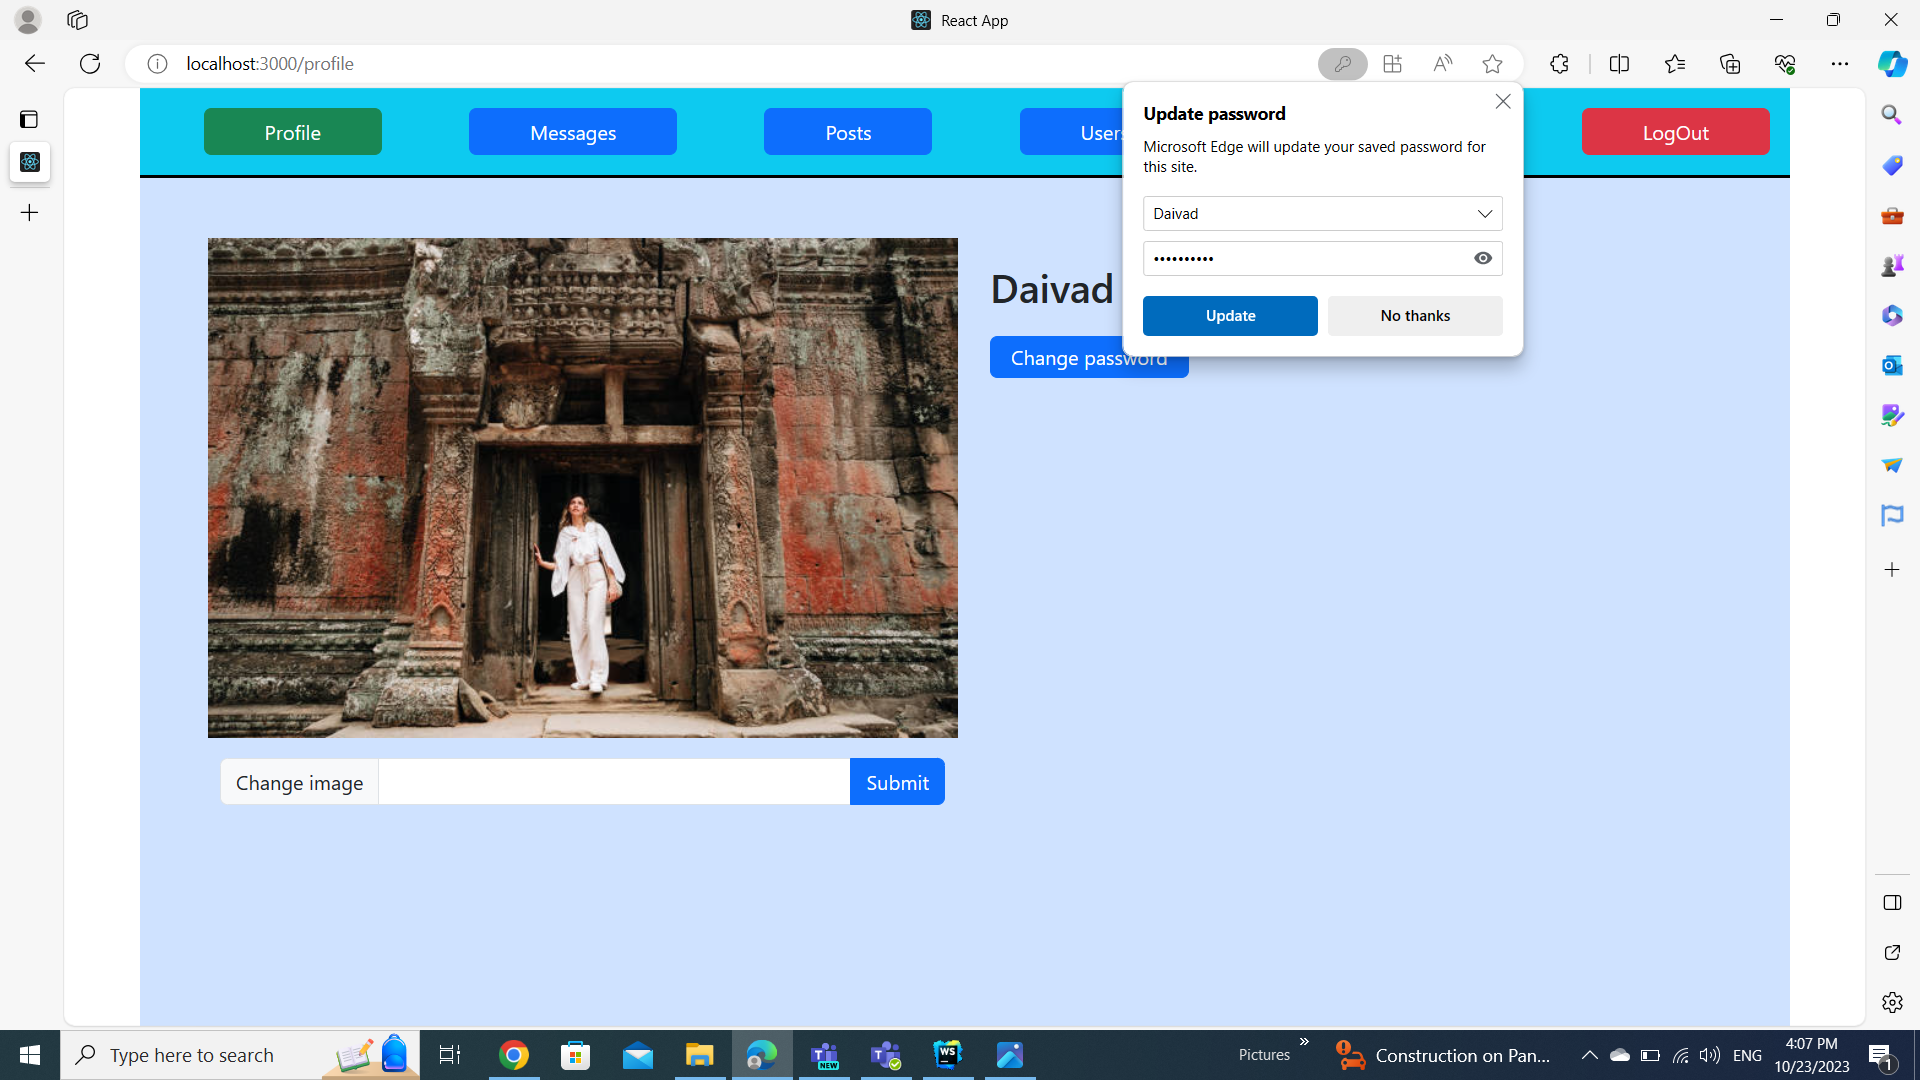 React App
localhost:3000/profile
Profile
Messages
Posts
Users
LogOut
Update password
Microsoft Edge will update your saved password for
this site.
Daivad
••••••••••
Update
No thanks
Daivad
Change password
Change image
Submit
Type here to search
NEW
WS
Pictures
Construction on Pan...
ENG
4:07 PM
10/23/2023
1